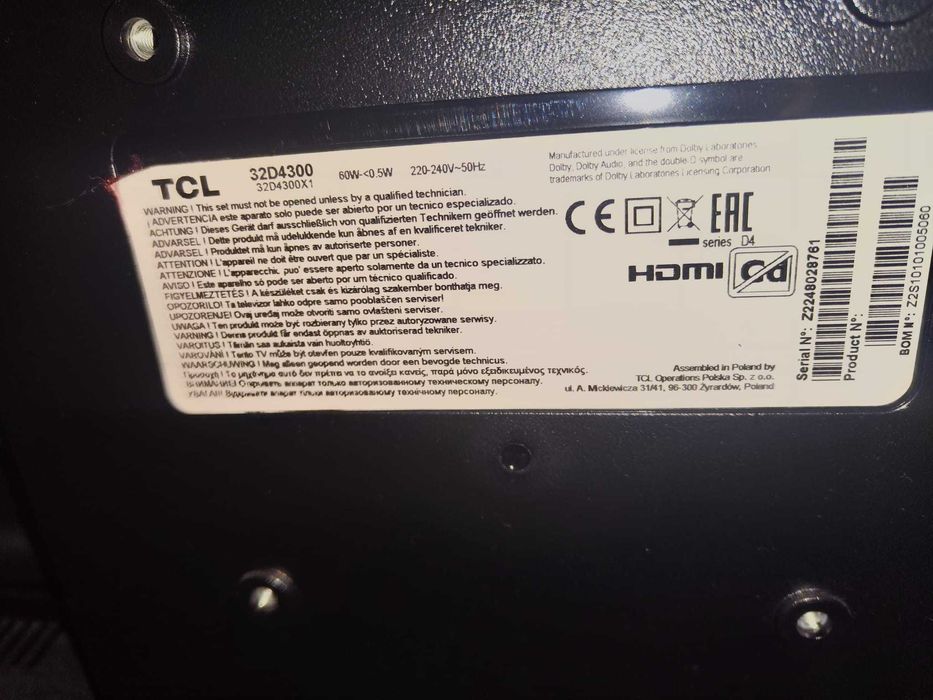 TCL
32D4300
32D4300X1
60W-<0.5W
220-240V~50Hz
Manufactured under license from Dolby Laboratories.
Dolby, Dolby Audio, and the double-D symbol are
trademarks of Dolby Laboratories Licensing Corporation
WARNING ! This set must not be opened unless by a qualified technician.
¡ ADVERTENCIA este aparato solo puede ser abierto por un tecnico especializado.
ACHTUNG ! Dieses Gerät darf ausschließlich von qualifizierten Technikern geöffnet werden.
ADVARSEL ! Dette produkt må udelukkende kun åbnes af en kvalificeret tekniker.
ADVARSEL ! Produktet må kun åpnes av autoriserte personer.
ATTENTION ! L'appareil ne doit être ouvert que par un spécialiste.
ATTENZIONE ! L'apparecchio, puo' essere aperto solamente da un tecnico specializzato.
AVISO ! Este aparelho só pode ser aberto por um técnico qualificado.
FIGYELMEZTETÉS ! A készüléket csak és kizárólag szakember bonthatja meg.
OPOZORILO! Ta televizor lahko odpre samo pooblaščen serviser!
UPOZORENJE! Ovaj uređaj može otvoriti samo ovlašteni serviser.
UWAGA ! Ten produkt może być rozbierany tylko przez autoryzowane serwisy.
VARNING ! Denna produkt får endast öppnas av auktoriserad tekniker.
VAROITUS ! Tämän saa aukaista vain huoltoyhtiö.
VAROVÁNÍ ! Tento TV může být otevřen pouze kvalifikovaným servisem.
WAARSCHUWING ! Mag alleen geopend worden door een bevogde technicus.
Προσοχή ! Το μηχάνημα αυτό δεν πρέπει να το ανοίξει κανείς, παρά μόνο εξειδικευμένος τεχνικός.
ВНИМАНИЕ! Открывать аппарат только авторизованному техническому персоналу.
УВАГА!! Відкривати апарат тільки авторизованому технічному персоналу.
CE
EAC
series D4
HDMI
Assembled in Poland by
TCL Operations Polska Sp. z o.o.
ul. A. Mickiewicza 31/41, 96-300 Żyrardów, Poland
Serial Nº: Z2248028761
Product Nº:
BOM Nº: Z2S10101005060